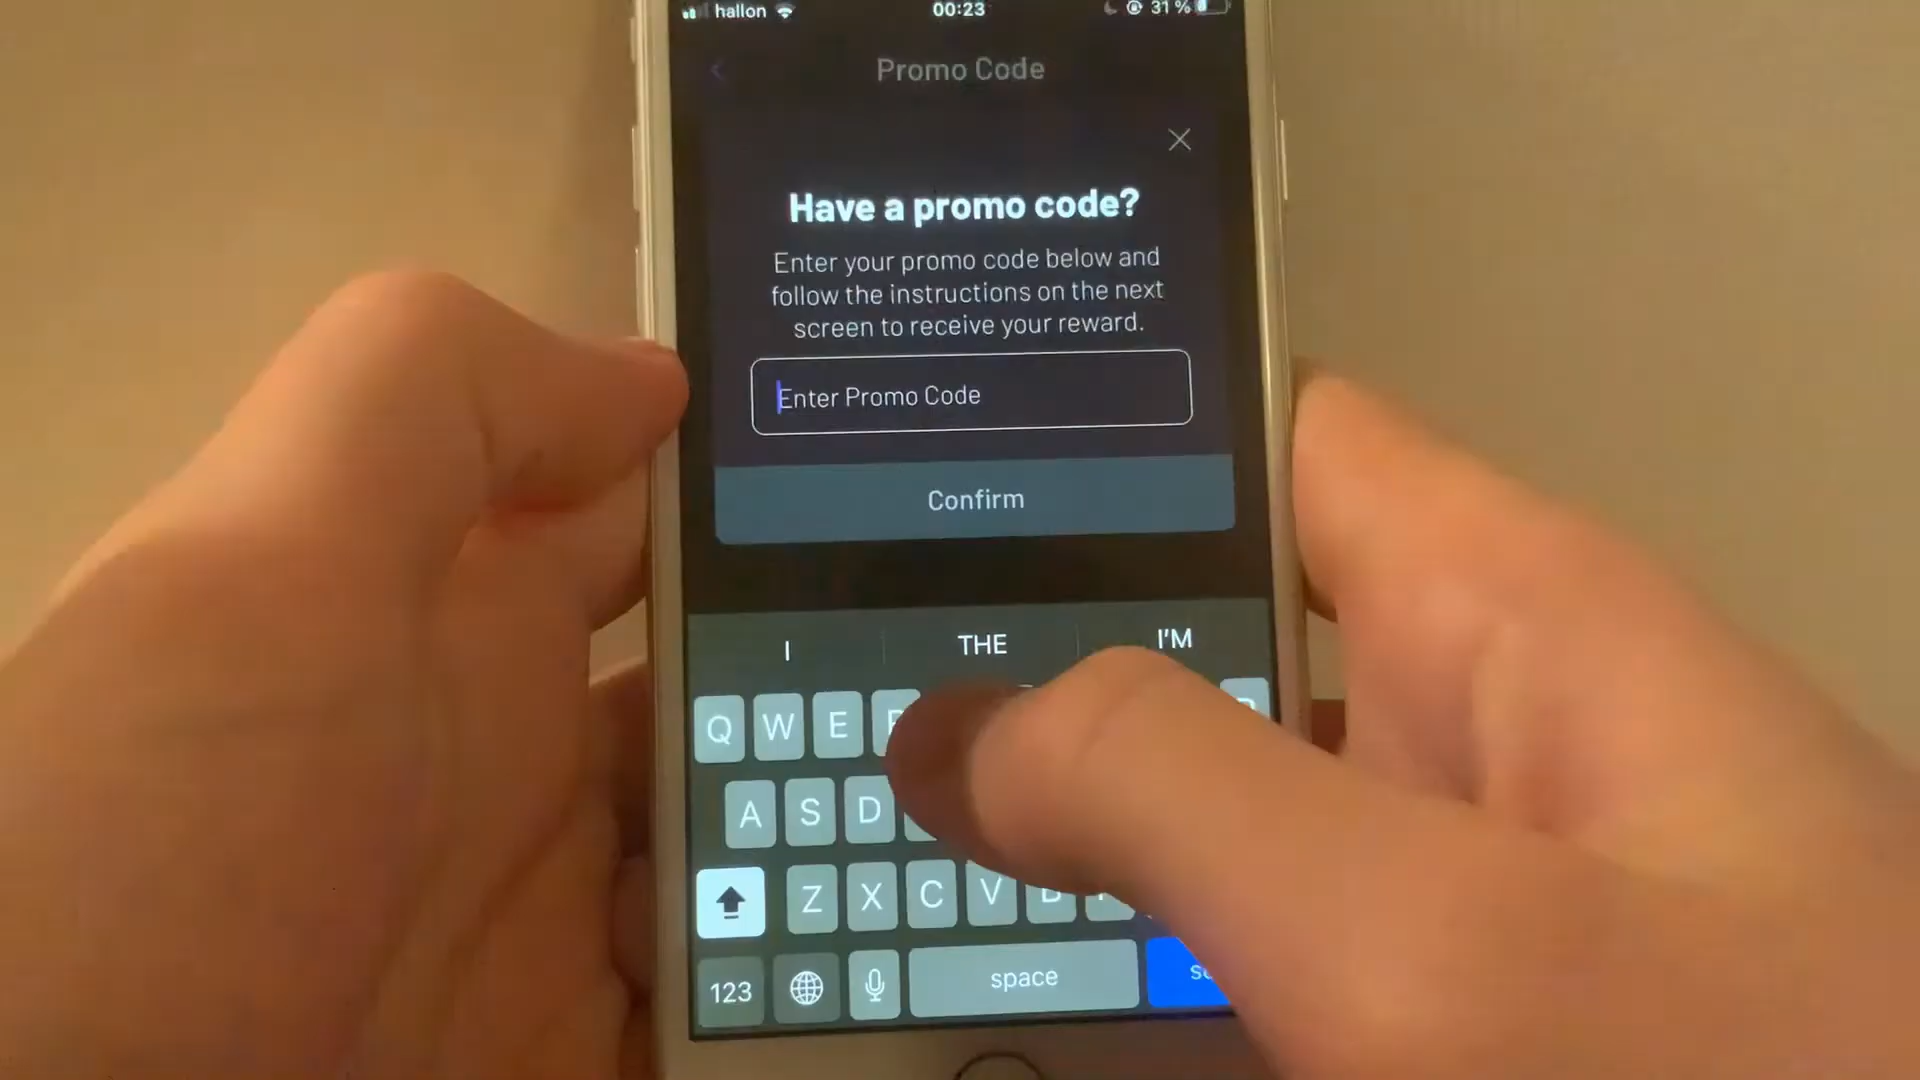 hallon 00:23 31 %
Promo Code
Have a promo code?
Enter your promo code below and
follow the instructions on the next
screen to receive your reward.
Enter Promo Code
Confirm
I THE I'M
Q W E
A S D
Z X C V
123 space